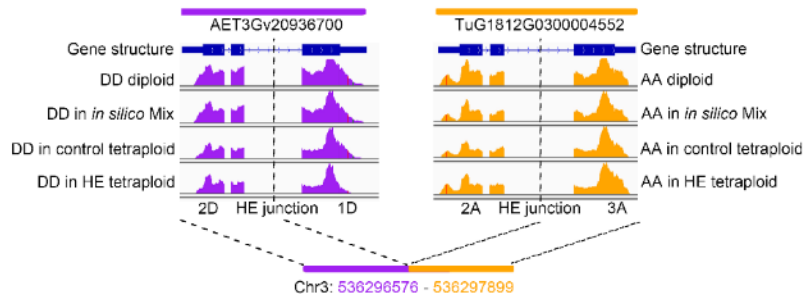 AET3Gv20936700 TuG1812G0300004552
Gene structure Gene structure
DD diploid AA diploid
DD in in silico Mix AA in in silico Mix
DD in control tetraploid AA in control tetraploid
DD in HE tetraploid AA in HE tetraploid
2D HE junction 1D 2A HE junction 3A
Chr3: 536296576 - 536297899